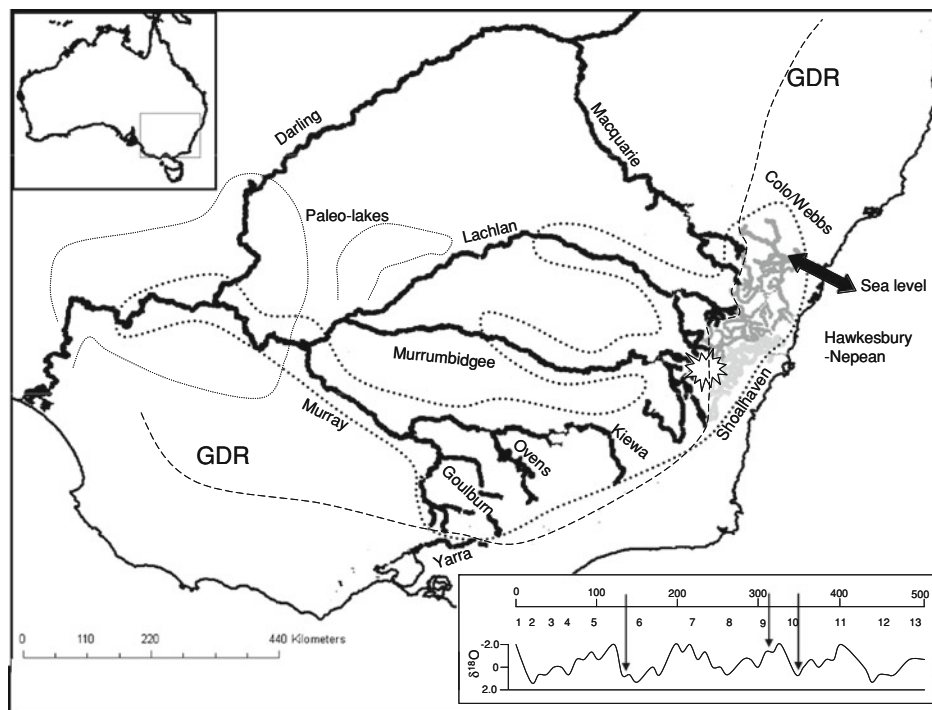 GDR
Darling
Macquarie
Colo/Webbs
Paleo-lakes
Lachlan
Sea level
Hawkesbury
-Nepean
Murrumbidgee
Shoalhaven
Murray
GDR
Kiewa
Ovens
Goulburn
Yarra
0 110 220 440 Kilometers
0 100 200 300 400 500
1 2 3 4 5 6 7 8 9 10 11 12 13
-2.0
δ18O 0
2.0